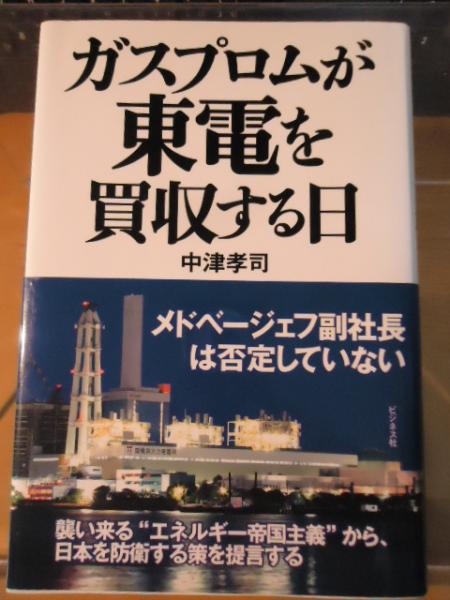 ガスプロムが
東電を
買収する日
中津孝司
メドベージェフ副社長
は否定していない
ビジネス社
襲い来る“エネルギー帝国主義”から、
日本を防衛する策を提言する